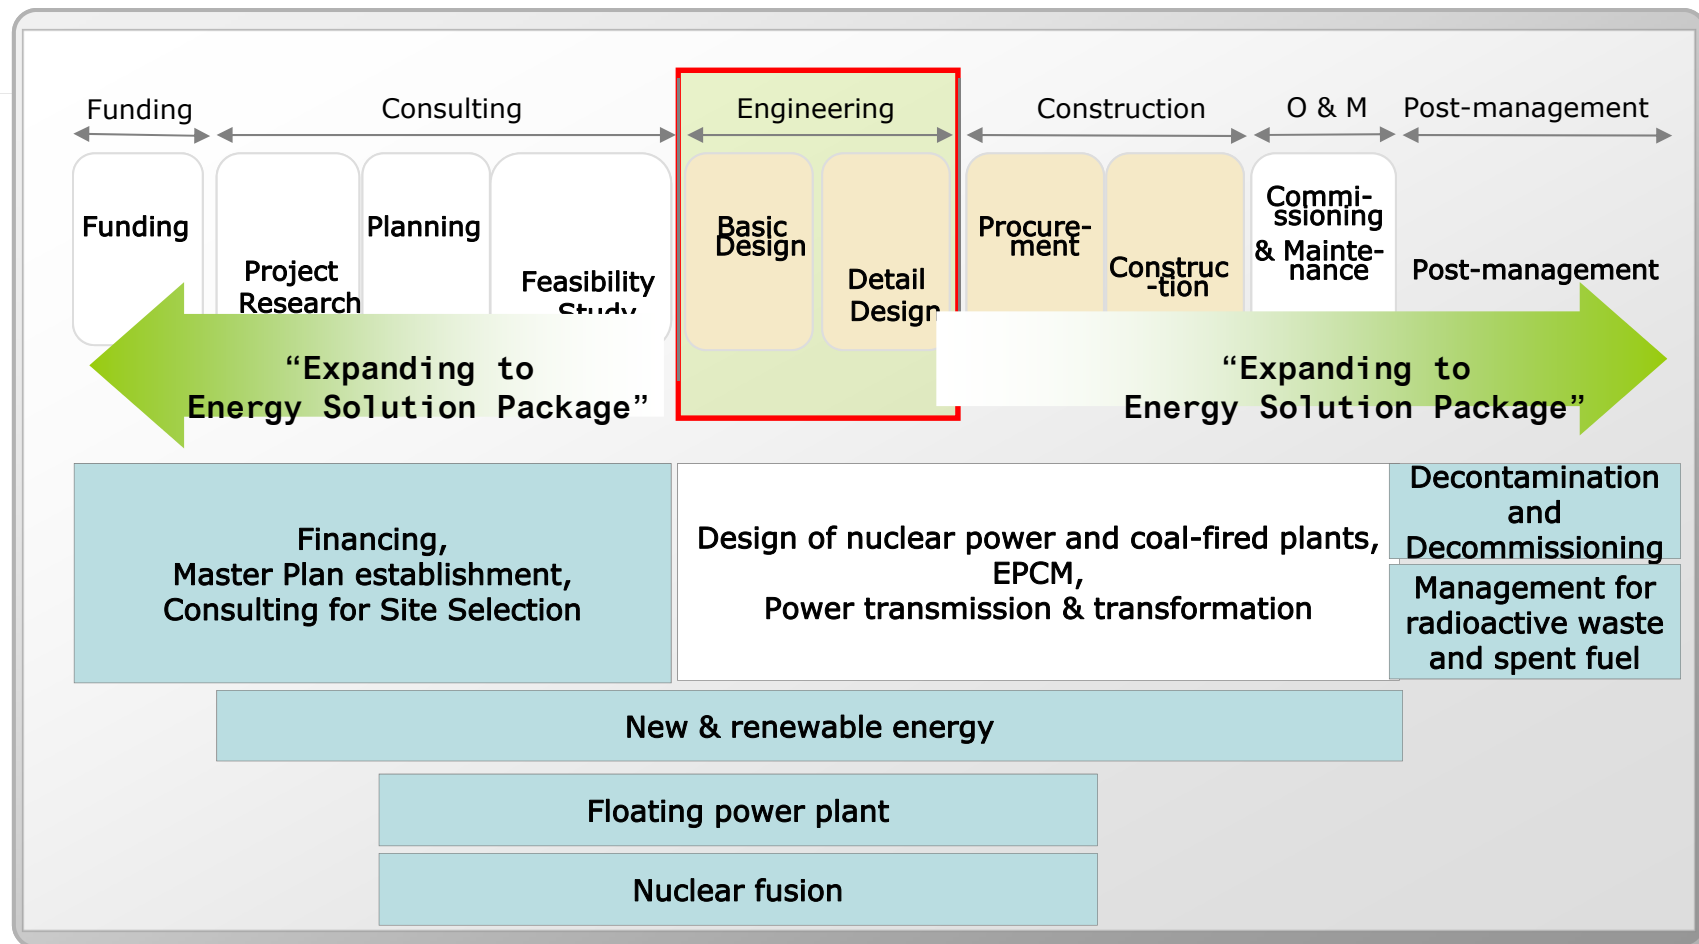 Funding
Consulting
Engineering
Construction
O & M
Post-management
Funding
Project
Research
Planning
Feasibility
Study
Basic
Design
Detail
Design
Procure-
ment
Construc
-tion
Commi-
ssioning
& Mainte-
nance
Post-management
“Expanding to
Energy Solution Package”
“Expanding to
Energy Solution Package”
Financing,
Master Plan establishment,
Consulting for Site Selection
Design of nuclear power and coal-fired plants,
EPCM,
Power transmission & transformation
Decontamination
and
Decommissioning
Management for
radioactive waste
and spent fuel
New & renewable energy
Floating power plant
Nuclear fusion